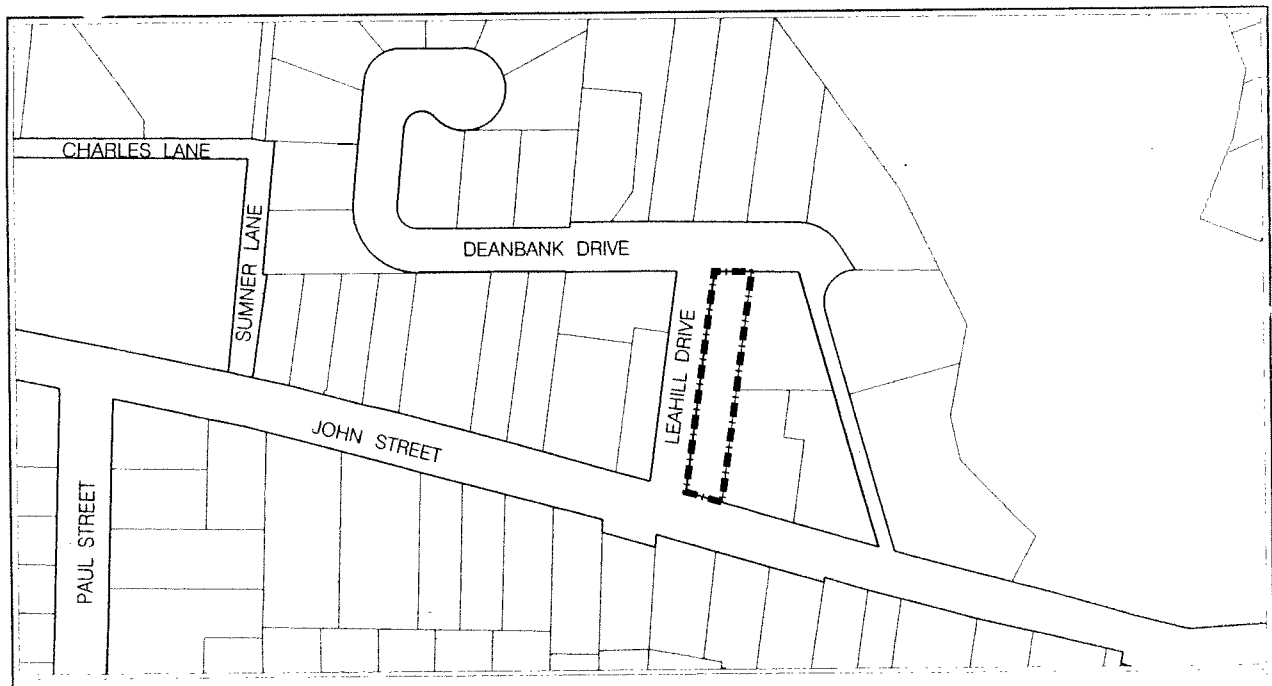 CHARLES LANE
SUMNER LANE
DEANBANK DRIVE
LEAHILL DRIVE
JOHN STREET
PAUL STREET